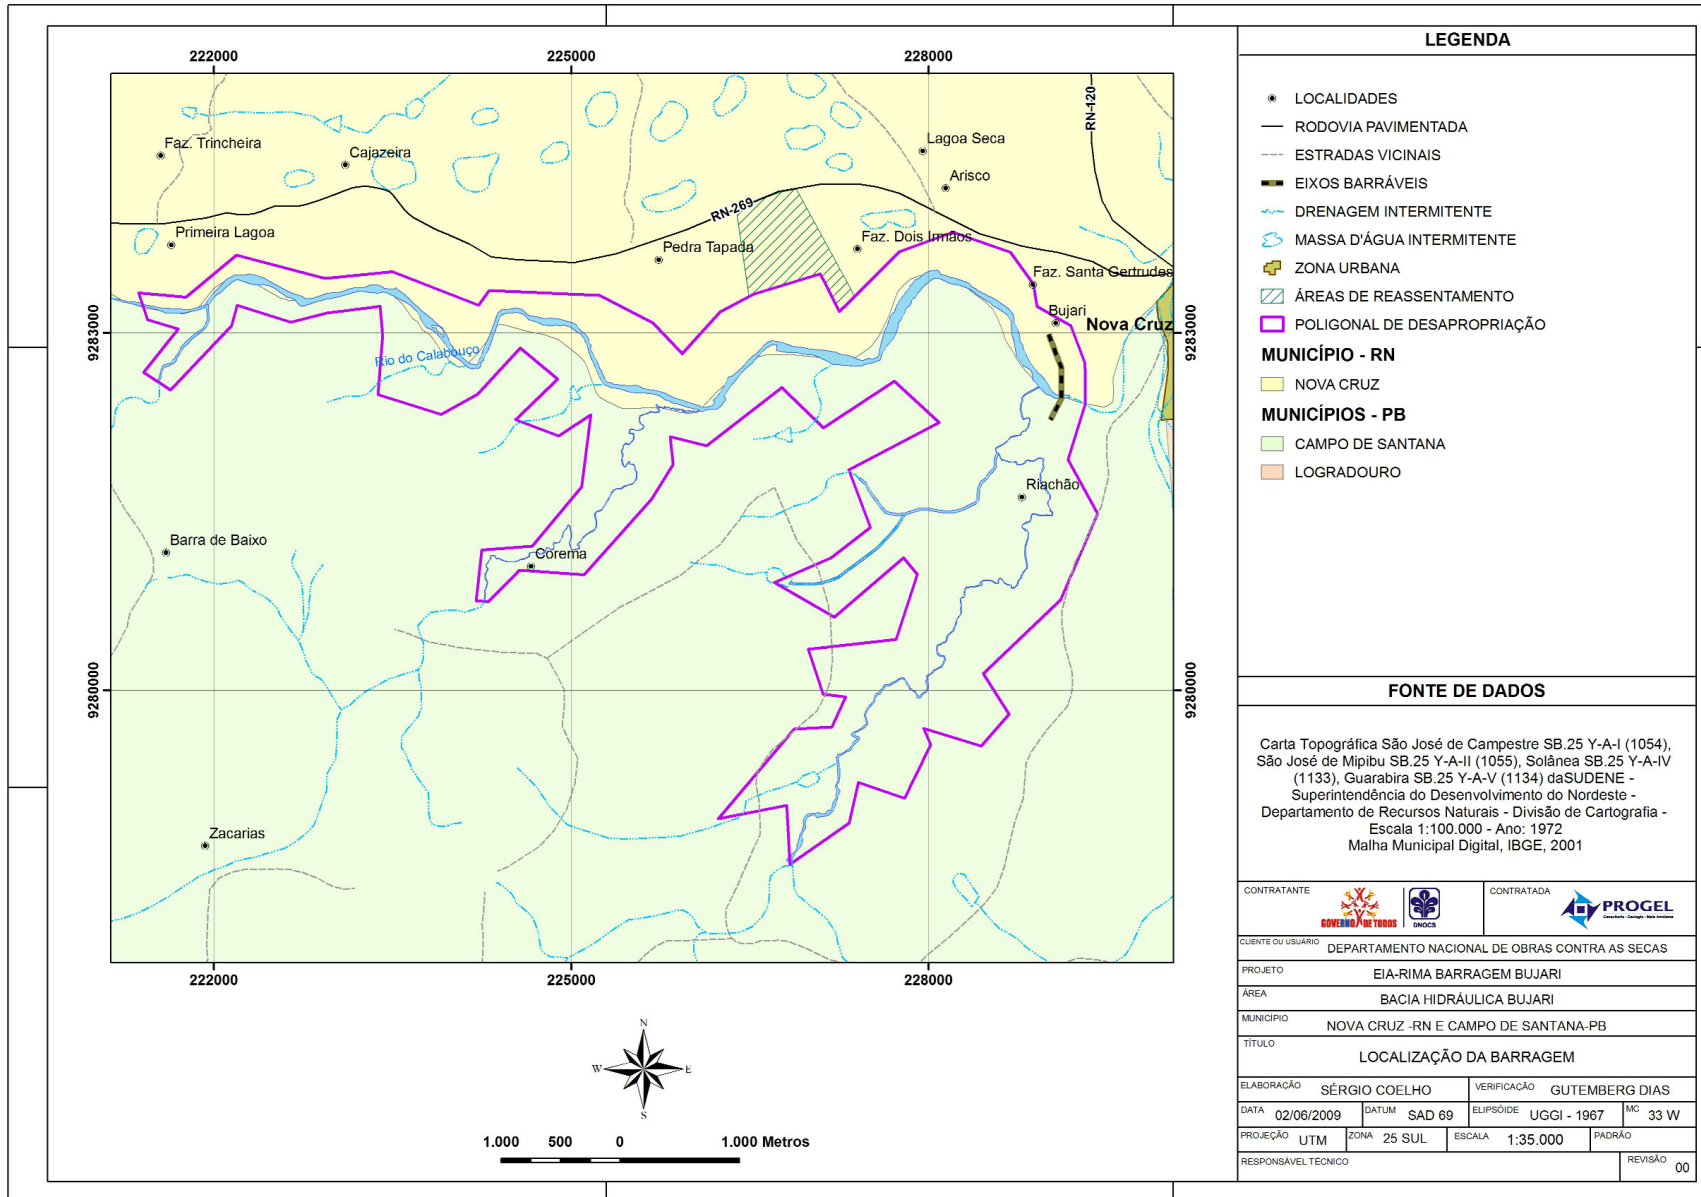 222000
225000
228000
9283000
9283000
9280000
9280000
222000
225000
228000
RN-120
Faz. Trincheira
Cajazeira
Lagoa Seca
Arisco
RN-269
Primeira Lagoa
Pedra Tapada
Faz. Dois Irmãos
Faz. Santa Gertrudes
Bujari
Nova Cruz
Rio do Calabouço
Riachão
Barra de Baixo
Corema
Zacarias
N
W
E
S
1.000 500 0 1.000 Metros
LEGENDA
LOCALIDADES
RODOVIA PAVIMENTADA
ESTRADAS VICINAIS
EIXOS BARRÁVEIS
DRENAGEM INTERMITENTE
MASSA D'ÁGUA INTERMITENTE
ZONA URBANA
ÁREAS DE REASSENTAMENTO
POLIGONAL DE DESAPROPRIAÇÃO
MUNICÍPIO - RN
NOVA CRUZ
MUNICÍPIOS - PB
CAMPO DE SANTANA
LOGRADOURO
FONTE DE DADOS
Carta Topográfica São José de Campestre SB.25 Y-A-I (1054),
São José de Mipibu SB.25 Y-A-II (1055), Solânea SB.25 Y-A-IV
(1133), Guarabira SB.25 Y-A-V (1134) daSUDENE -
Superintendência do Desenvolvimento do Nordeste -
Departamento de Recursos Naturais - Divisão de Cartografia -
Escala 1:100.000 - Ano: 1972
Malha Municipal Digital, IBGE, 2001
CONTRATANTE
GOVERNO DE TODOS
DNOCS
CONTRATADA
PROGEL
CLIENTE OU USUÁRIO DEPARTAMENTO NACIONAL DE OBRAS CONTRA AS SECAS
PROJETO EIA-RIMA BARRAGEM BUJARI
ÁREA BACIA HIDRÁULICA BUJARI
MUNICÍPIO NOVA CRUZ -RN E CAMPO DE SANTANA-PB
TÍTULO
LOCALIZAÇÃO DA BARRAGEM
ELABORAÇÃO SÉRGIO COELHO VERIFICAÇÃO GUTEMBERG DIAS
DATA 02/06/2009 DATUM SAD 69 ELIPSÓIDE UGGI - 1967 MC 33 W
PROJEÇÃO UTM ZONA 25 SUL ESCALA 1:35.000 PADRÃO
RESPONSÁVEL TÉCNICO REVISÃO 00